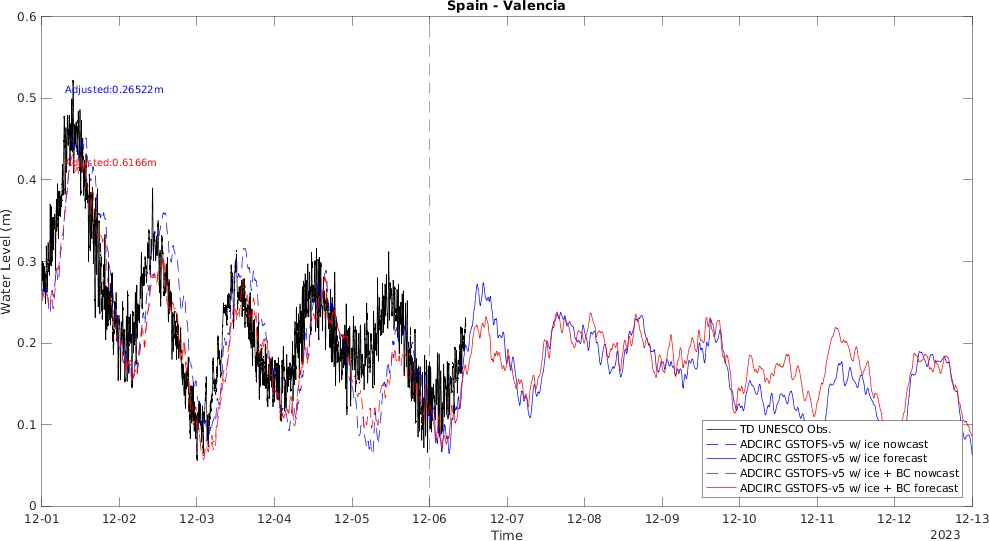 Spain - Valencia
0.6
0.5
0.4
0.3
0.2
0.1
0
Water Level (m)
Adjusted:0.26522m
Adjusted:0.6166m
TD UNESCO Obs.
ADCIRC GSTOFS-v5 w/ ice nowcast
ADCIRC GSTOFS-v5 w/ ice forecast
ADCIRC GSTOFS-v5 w/ ice + BC nowcast
ADCIRC GSTOFS-v5 w/ ice + BC forecast
12-01 12-02 12-03 12-04 12-05 12-06 12-07 12-08 12-09 12-10 12-11 12-12 12-13
Time
2023